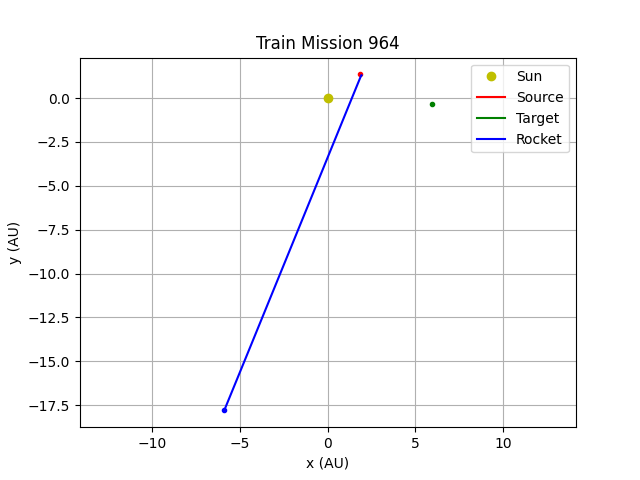 Train Mission 964
Sun
Source
Target
Rocket
y (AU)
0.0
−2.5
−5.0
−7.5
−10.0
−12.5
−15.0
−17.5
−10
−5
0
5
10
x (AU)